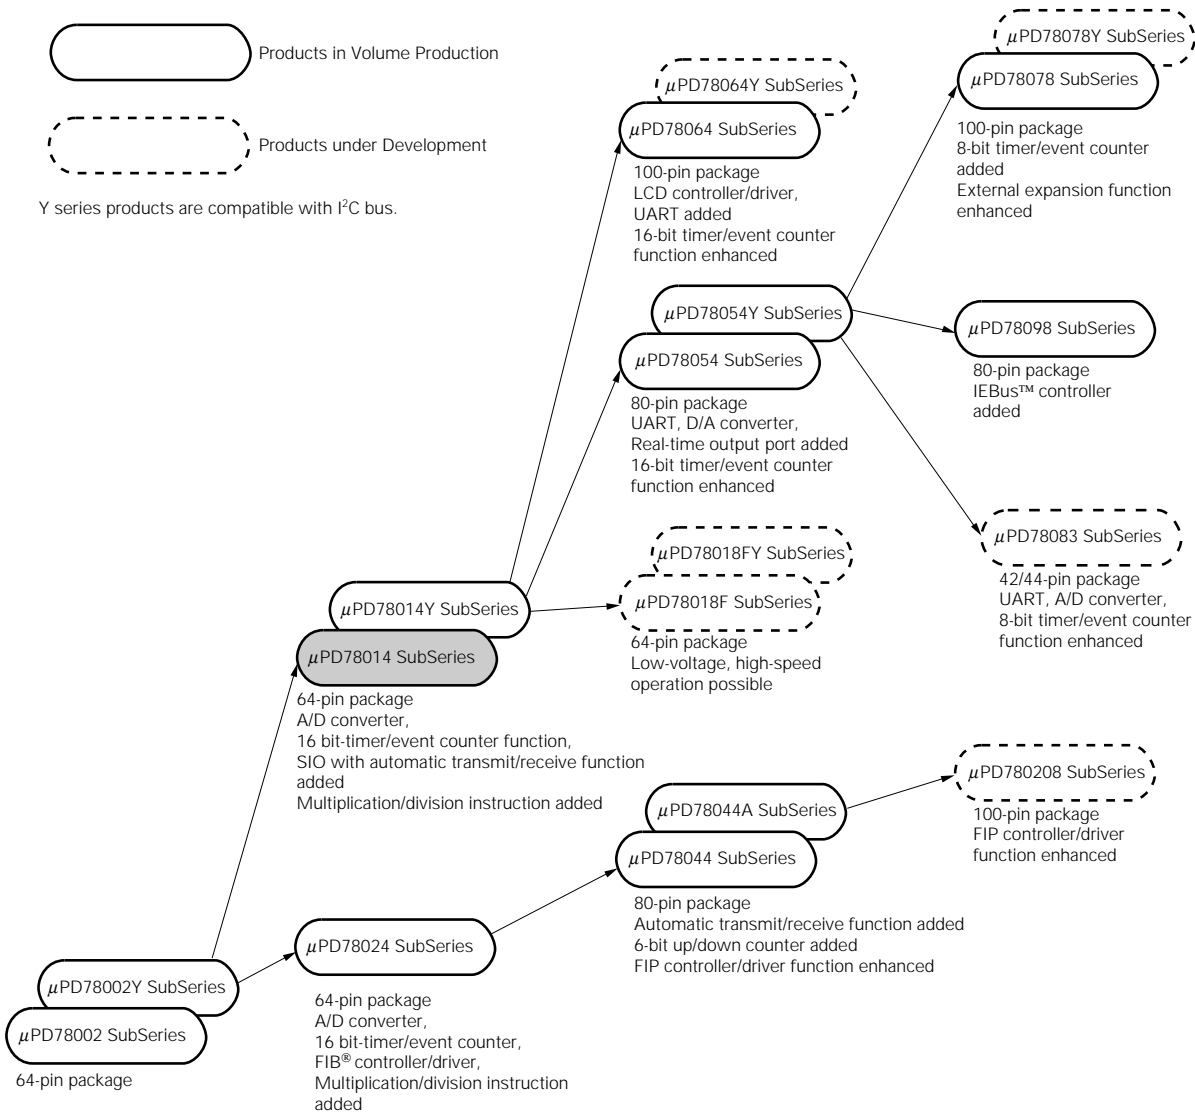 Products in Volume Production
Products under Development
Y series products are compatible with I²C bus.
μPD78064Y SubSeries
μPD78064 SubSeries
100-pin package
LCD controller/driver,
UART added
16-bit timer/event counter
function enhanced
μPD78078Y SubSeries
μPD78078 SubSeries
100-pin package
8-bit timer/event counter
added
External expansion function
enhanced
μPD78054Y SubSeries
μPD78054 SubSeries
80-pin package
UART, D/A converter,
Real-time output port added
16-bit timer/event counter
function enhanced
μPD78098 SubSeries
80-pin package
IEBus™ controller
added
μPD78018FY SubSeries
μPD78018F SubSeries
64-pin package
Low-voltage, high-speed
operation possible
μPD78083 SubSeries
42/44-pin package
UART, A/D converter,
8-bit timer/event counter
function enhanced
μPD78014Y SubSeries
μPD78014 SubSeries
64-pin package
A/D converter,
16 bit-timer/event counter function,
SIO with automatic transmit/receive function
added
Multiplication/division instruction added
μPD78044A SubSeries
μPD78044 SubSeries
80-pin package
Automatic transmit/receive function added
6-bit up/down counter added
FIP controller/driver function enhanced
μPD780208 SubSeries
100-pin package
FIP controller/driver
function enhanced
μPD78024 SubSeries
64-pin package
A/D converter,
16 bit-timer/event counter,
FIB® controller/driver,
Multiplication/division instruction
added
μPD78002Y SubSeries
μPD78002 SubSeries
64-pin package